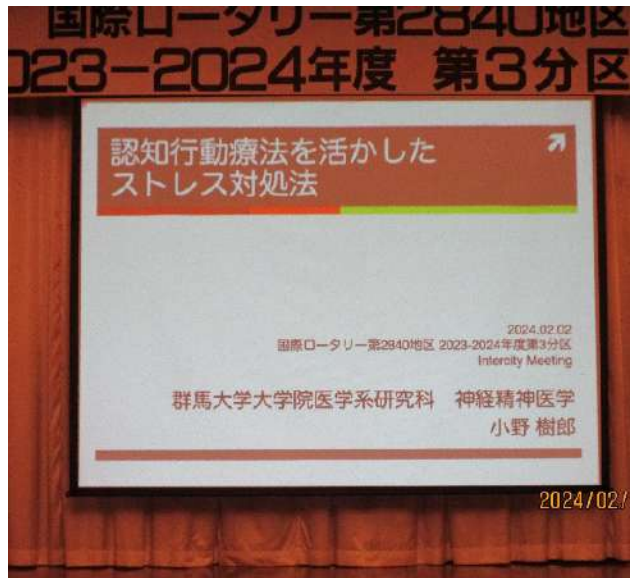 国際ロータリー第2840地区
023-2024年度 第3分区
認知行動療法を活かした
ストレス対処法
2024.02.02
国際ロータリー第2840地区 2023-2024年度第3分区
Intercity Meeting
群馬大学大学院医学系研究科 神経精神医学
小野 樹郎
2024/02/